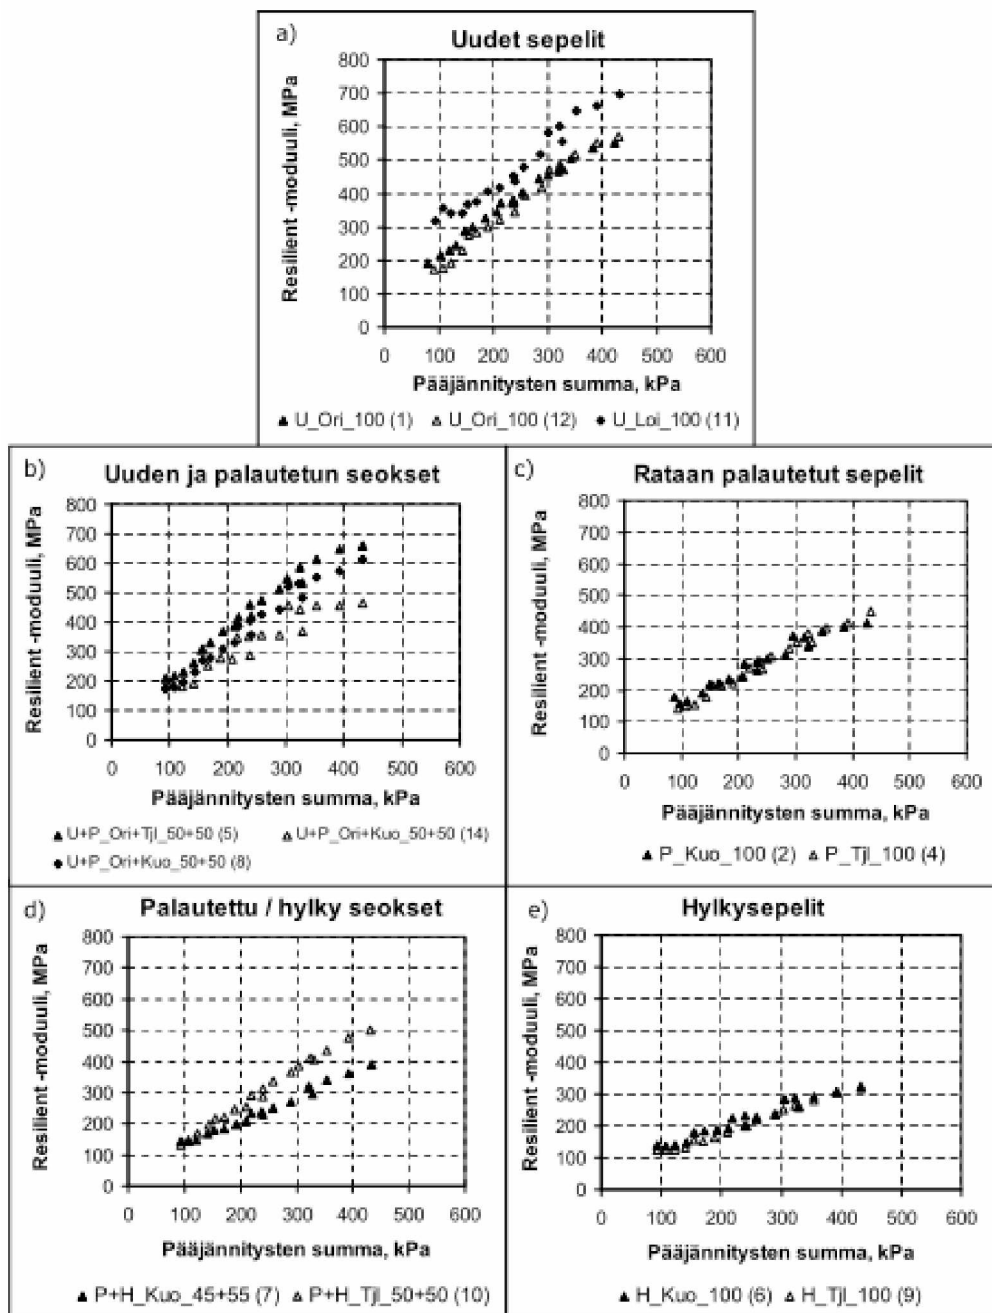 a)
Uudet sepelit
Resilient -moduuli, MPa
800
700
600
500
400
300
200
100
0
0 100 200 300 400 500 600
Pääjännitysten summa, kPa
▲ U_Ori_100 (1) △ U_Ori_100 (12) ● U_Loi_100 (11)
b)
Uuden ja palautetun seokset
Resilient -moduuli, MPa
800
700
600
500
400
300
200
100
0
0 100 200 300 400 500 600
Pääjännitysten summa, kPa
▲ U+P_Ori+Tjl_50+50 (5) △ U+P_Ori+Kuo_50+50 (14)
● U+P_Ori+Kuo_50+50 (8)
c)
Rataan palautetut sepelit
Resilient -moduuli, MPa
800
700
600
500
400
300
200
100
0
0 100 200 300 400 500 600
Pääjännitysten summa, kPa
▲ P_Kuo_100 (2) △ P_Tjl_100 (4)
d)
Palautettu / hylky seokset
Resilient -moduuli, MPa
800
700
600
500
400
300
200
100
0
0 100 200 300 400 500 600
Pääjännitysten summa, kPa
▲ P+H_Kuo_45+55 (7) △ P+H_Tjl_50+50 (10)
e)
Hylkysepelit
Resilient -moduuli, MPa
800
700
600
500
400
300
200
100
0
0 100 200 300 400 500 600
Pääjännitysten summa, kPa
▲ H_Kuo_100 (6) △ H_Tjl_100 (9)